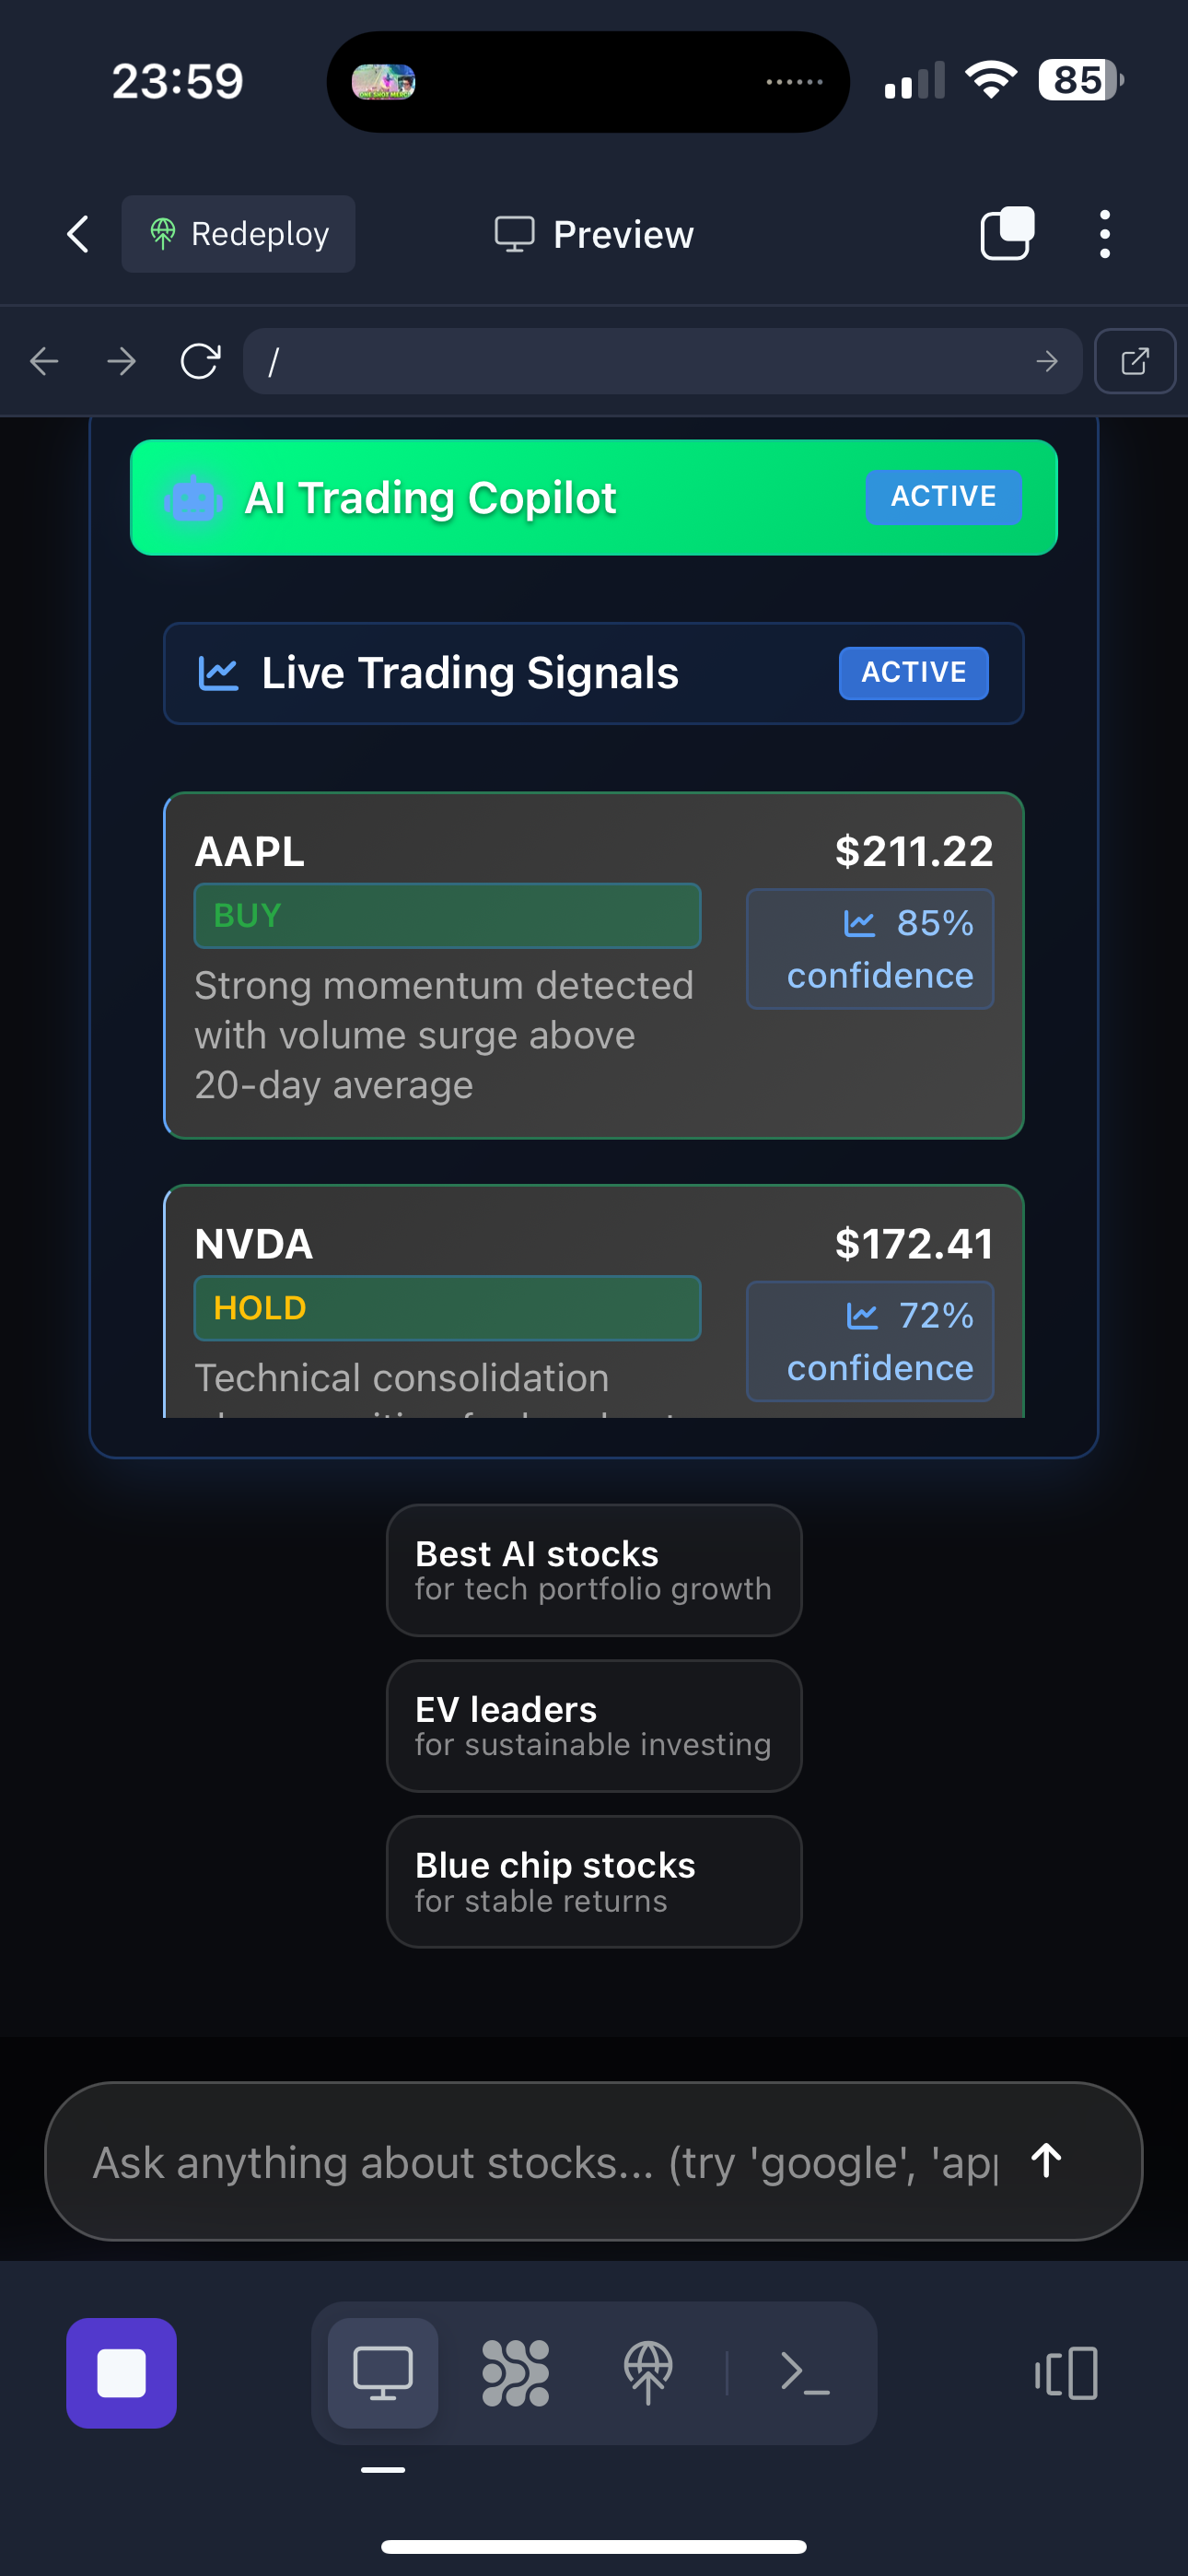 23:59
85
Redeploy
Preview
/
AI Trading Copilot
ACTIVE
Live Trading Signals
ACTIVE
AAPL
$211.22
BUY
85%
confidence
Strong momentum detected
with volume surge above
20-day average
NVDA
$172.41
HOLD
72%
confidence
Technical consolidation
Best AI stocks
for tech portfolio growth
EV leaders
for sustainable investing
Blue chip stocks
for stable returns
Ask anything about stocks... (try 'google', 'app